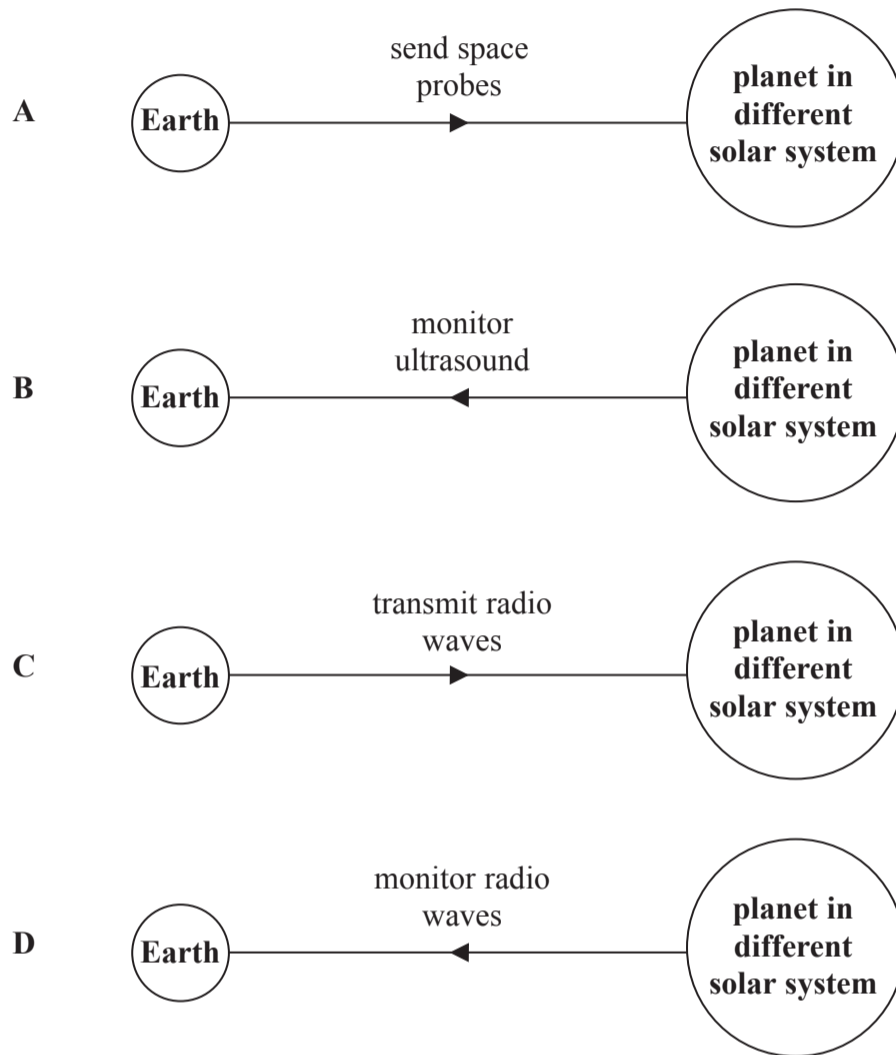 send space
probes
A
Earth
planet in
different
solar system
monitor
ultrasound
B
Earth
planet in
different
solar system
transmit radio
waves
C
Earth
planet in
different
solar system
monitor radio
waves
D
Earth
planet in
different
solar system